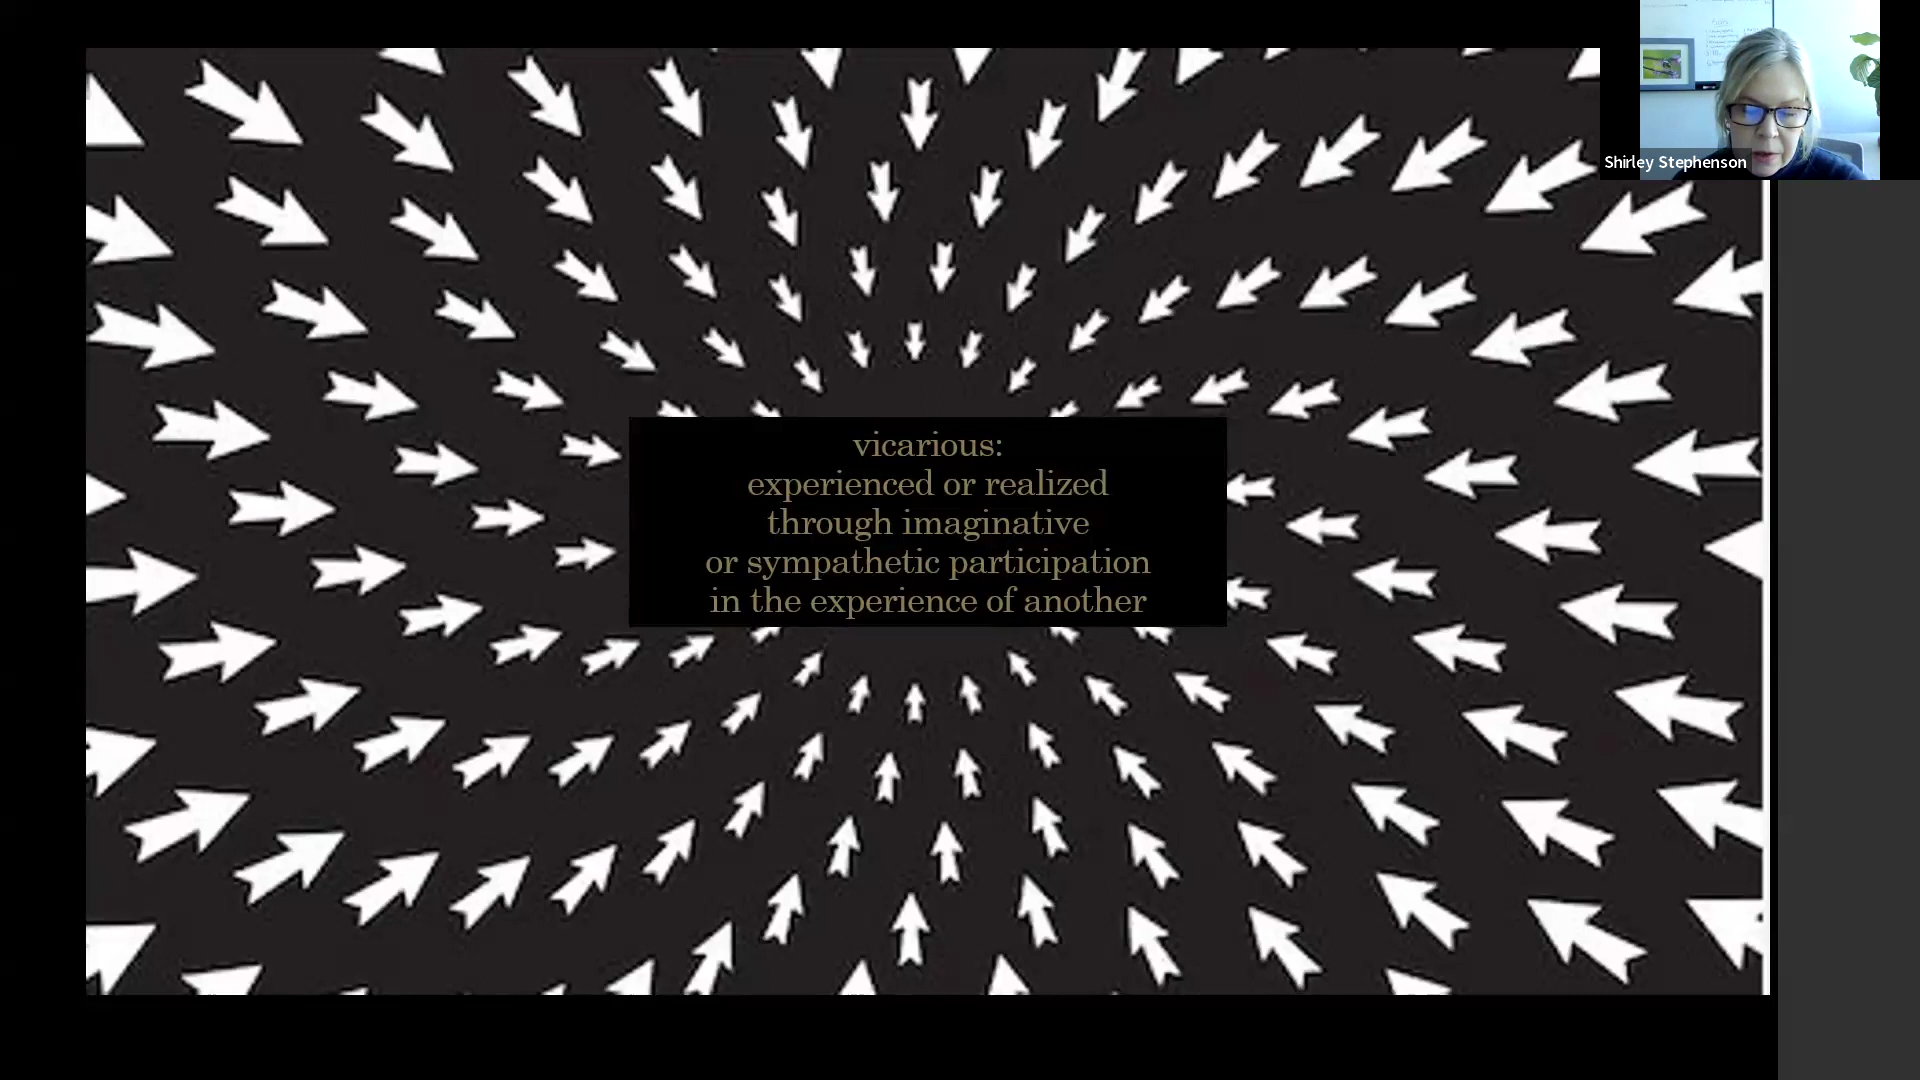 vicarious:
experienced or realized
through imaginative
or sympathetic participation
in the experience of another
Shirley Stephenson